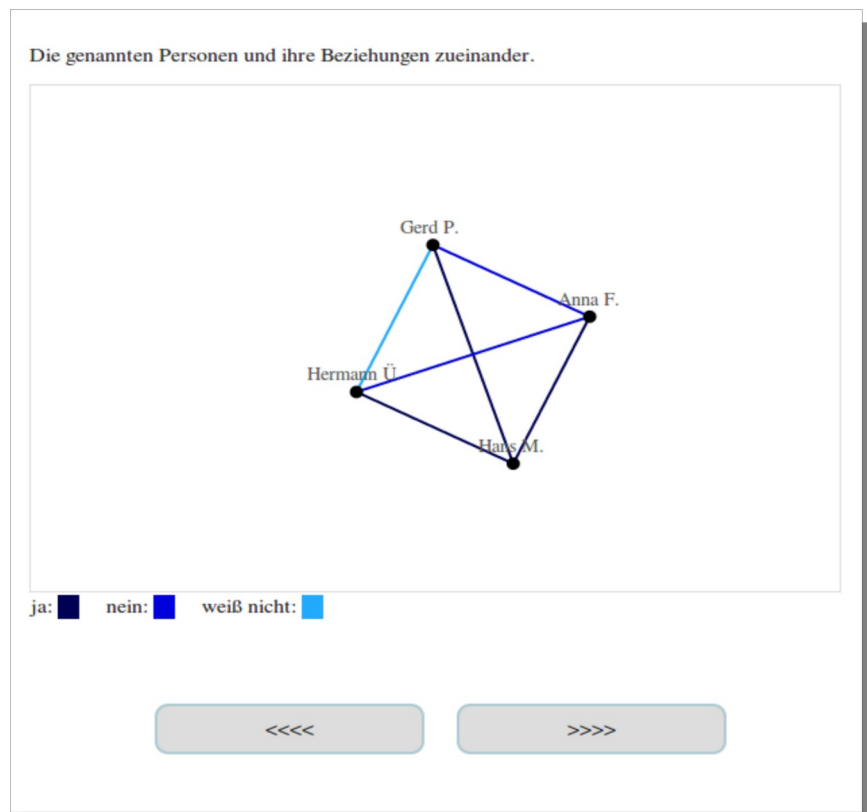 Die genannten Personen und ihre Beziehungen zueinander.
Gerd P.
Anna F.
Hermann Ü.
Hans M.
ja: nein: weiß nicht:
<<<< >>>>